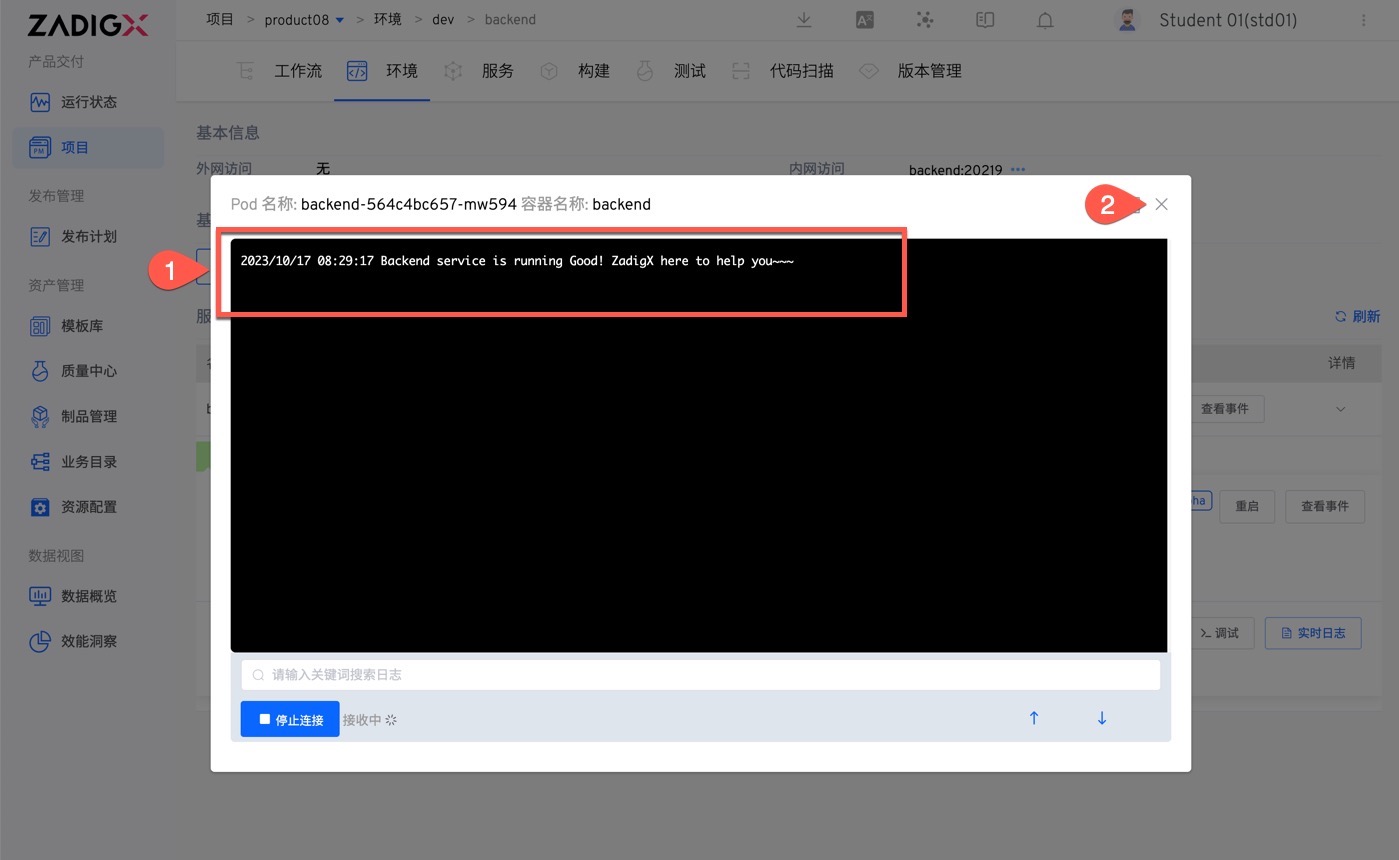 ZADIGX
项目 > product08 > 环境 > dev > backend
Student 01(std01)
产品交付
运行状态
项目
发布管理
发布计划
资产管理
模板库
质量中心
制品管理
业务目录
资源配置
数据视图
数据概览
效能洞察
工作流 环境 服务 构建 测试 代码扫描 版本管理
基本信息
外网访问 无 内网访问 backend:20219
基
服
刷新
详情
查看事件
ha 重启 查看事件
调试 实时日志
Pod 名称: backend-564c4bc657-mw594 容器名称: backend
2
1
2023/10/17 08:29:17 Backend service is running Good! ZadigX here to help you~~~
请输入关键词搜索日志
停止连接 接收中